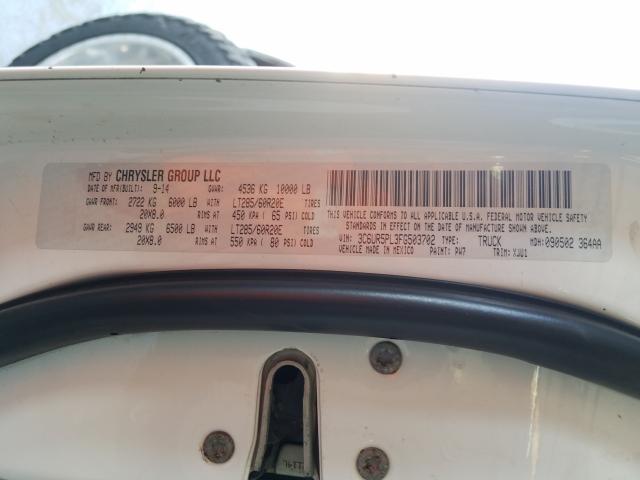 MFD BY CHRYSLER GROUP LLC
DATE OF MFR(BUILT): 9-14 GVWR: 4536 KG 10000 LB
GAWR FRONT: 2722 KG 6000 LB WITH LT285/60R20E TIRES
20X8.0 RIMS AT 450 KPA ( 65 PSI) COLD
GAWR REAR: 2949 KG 6500 LB WITH LT285/60R20E TIRES
20X8.0 RIMS AT 550 KPA ( 80 PSI) COLD
THIS VEHICLE CONFORMS TO ALL APPLICABLE U.S.A. FEDERAL MOTOR VEHICLE SAFETY
STANDARDS IN EFFECT ON THE DATE OF MANUFACTURE SHOWN ABOVE.
VIN: 3C6UR5PL3FG503702 TYPE: TRUCK MDH: 090502 364AA
VEHICLE MADE IN MEXICO PAINT: PW7 TRIM: XJU1